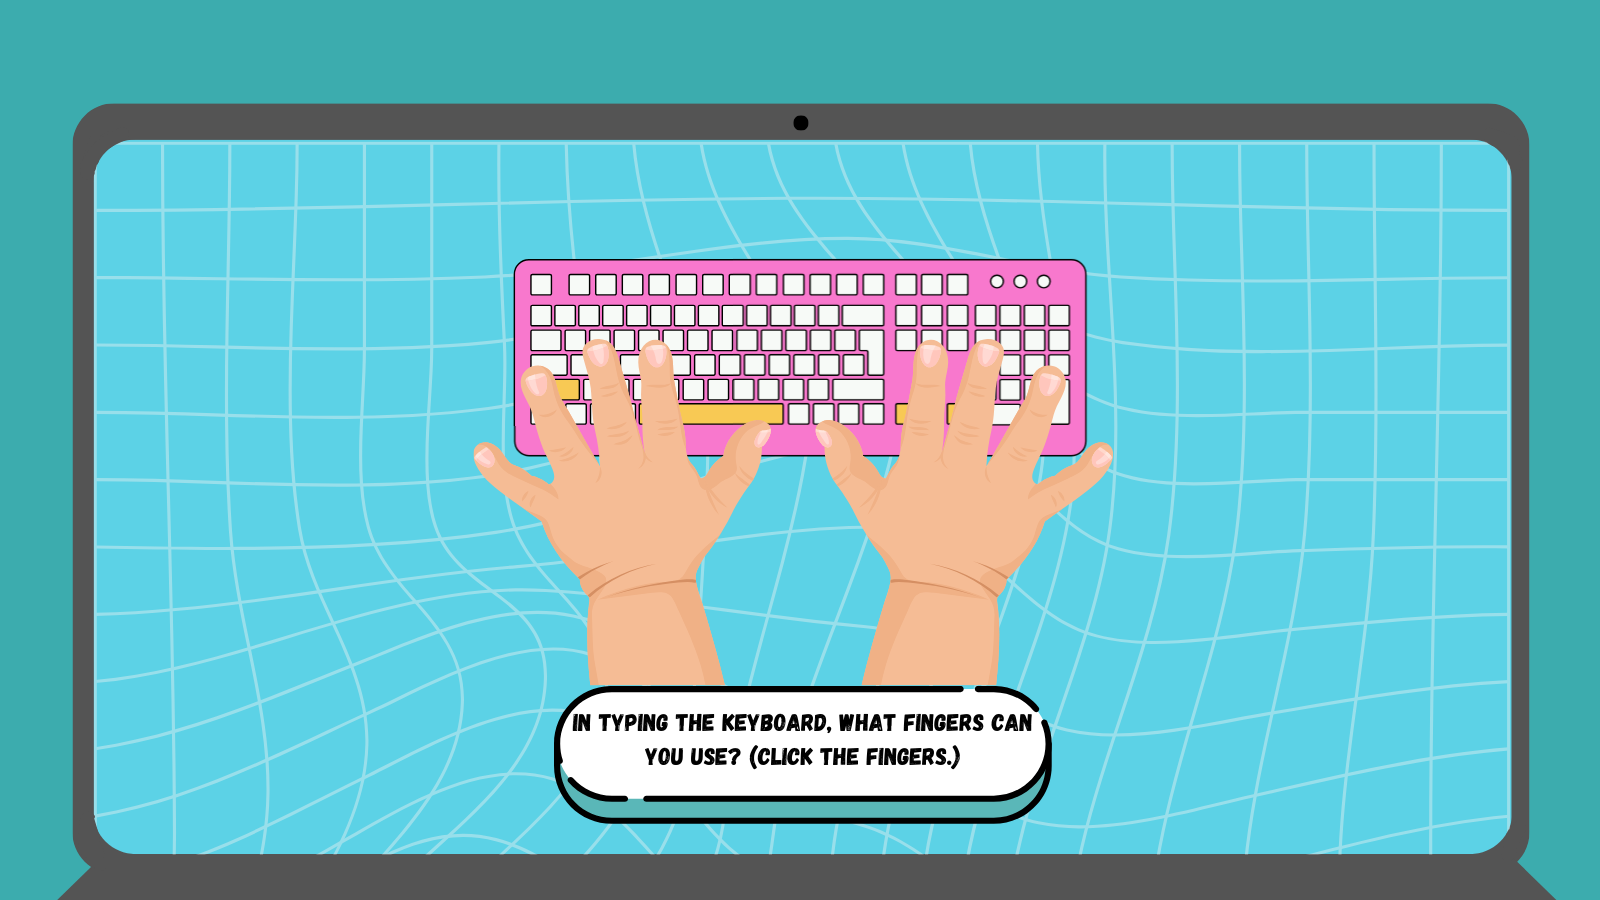 IN TYPING THE KEYBOARD, WHAT FINGERS CAN
YOU USE? (CLICK THE FINGERS.)